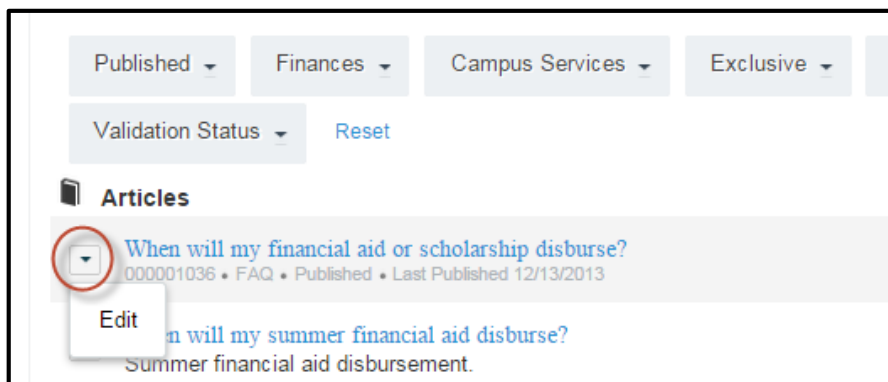 Published Finances Campus Services Exclusive
Validation Status Reset
Articles
When will my financial aid or scholarship disburse?
000001036 • FAQ • Published • Last Published 12/13/2013
Edit
will my summer financial aid disburse?
Summer financial aid disbursement.